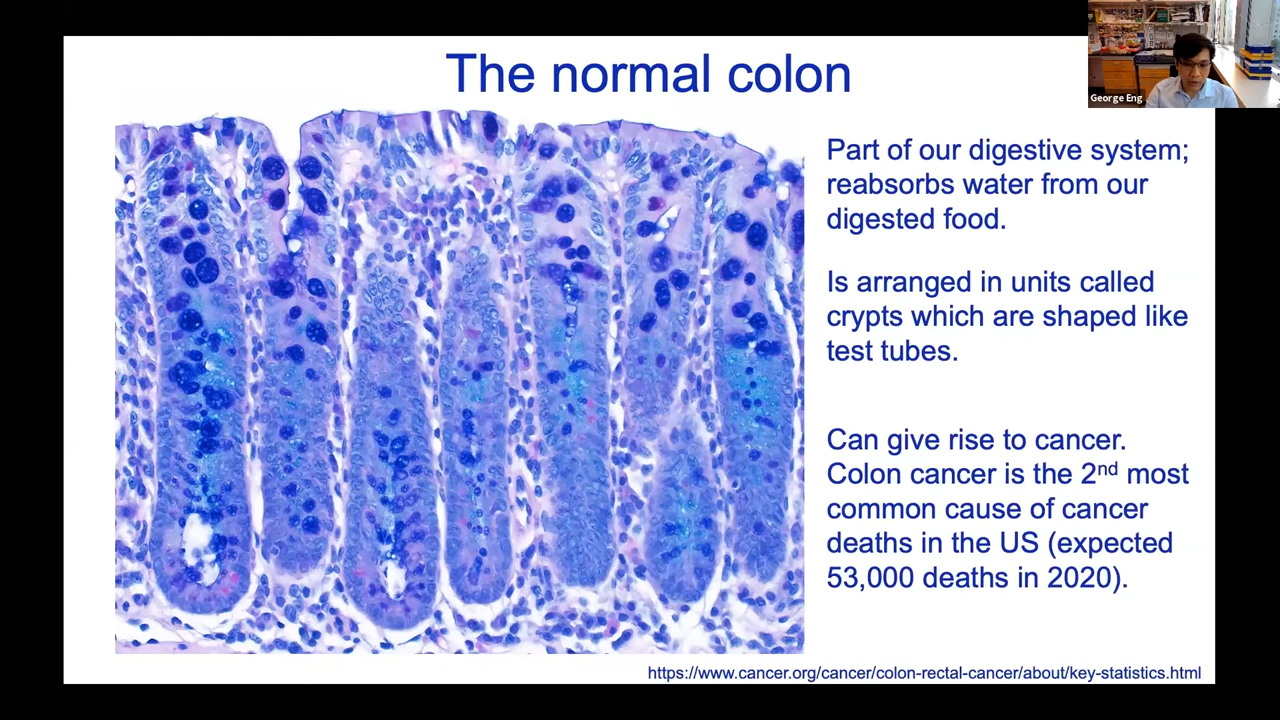 The normal colon
George Eng
Part of our digestive system;
reabsorbs water from our
digested food.
Is arranged in units called
crypts which are shaped like
test tubes.
Can give rise to cancer.
Colon cancer is the 2nd most
common cause of cancer
deaths in the US (expected
53,000 deaths in 2020).
https://www.cancer.org/cancer/colon-rectal-cancer/about/key-statistics.html